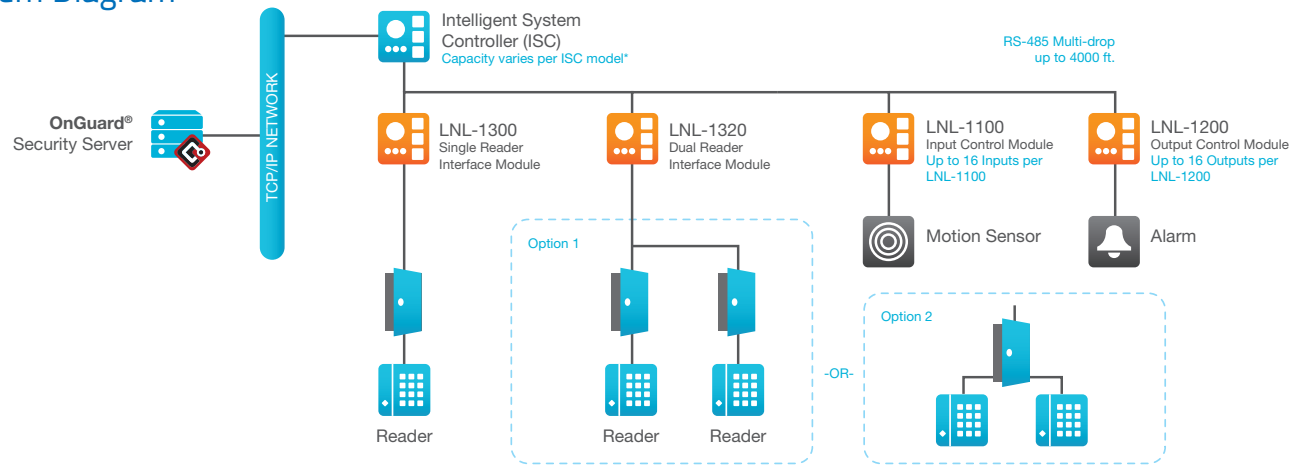 em Diagram
Intelligent System
Controller (ISC)
Capacity varies per ISC model*
RS-485 Multi-drop
up to 4000 ft.
OnGuard®
Security Server
TCP/IP NETWORK
LNL-1300
Single Reader
Interface Module
LNL-1320
Dual Reader
Interface Module
LNL-1100
Input Control Module
Up to 16 Inputs per
LNL-1100
LNL-1200
Output Control Module
Up to 16 Outputs per
LNL-1200
Option 1
Motion Sensor
Alarm
Option 2
-OR-
Reader
Reader
Reader